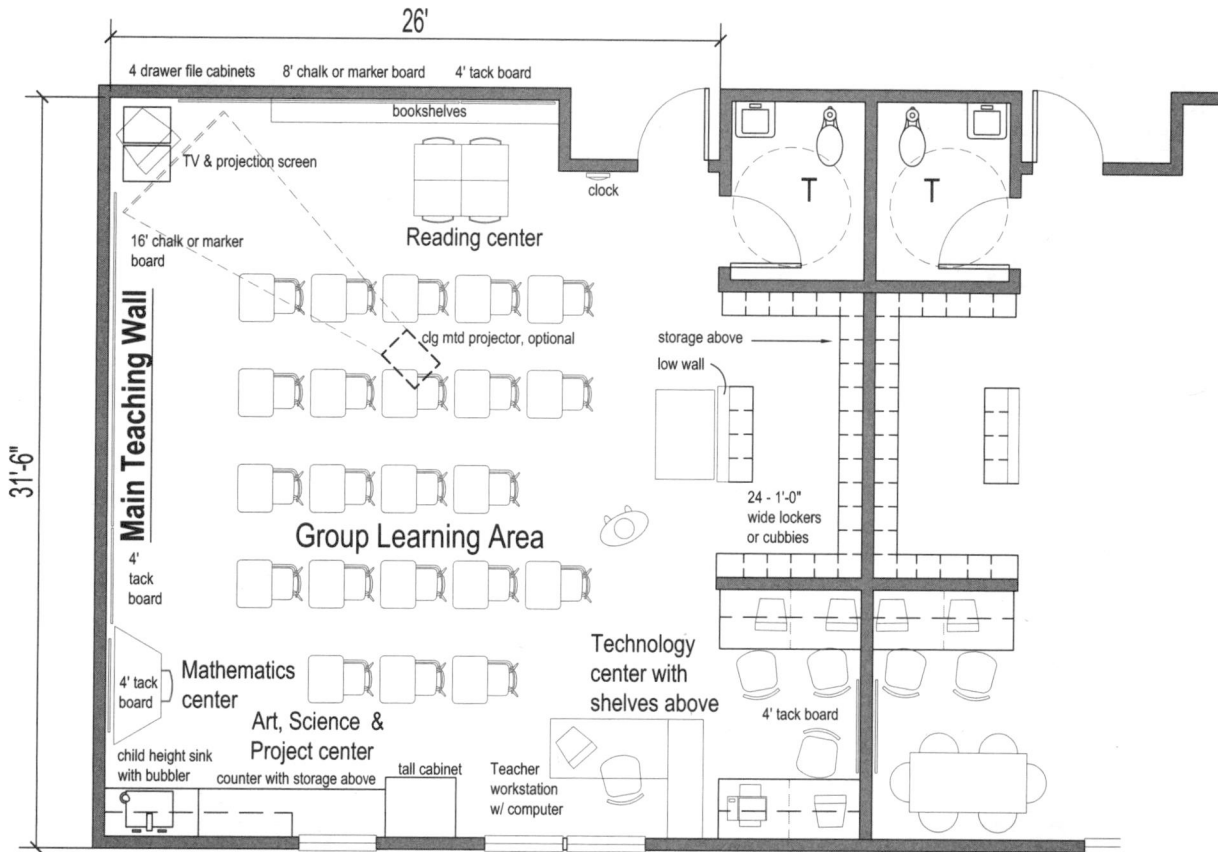 26'
4 drawer file cabinets
8' chalk or marker board
4' tack board
bookshelves
TV & projection screen
clock
T
T
16' chalk or marker
board
Reading center
Main Teaching Wall
31'-6"
clg mtd projector, optional
storage above
low wall
24 - 1'-0"
wide lockers
or cubbies
Group Learning Area
4'
tack
board
4' tack
board
Mathematics
center
Art, Science &
Project center
Technology
center with
shelves above
4' tack board
child height sink
with bubbler
counter with storage above
tall cabinet
Teacher
workstation
w/ computer